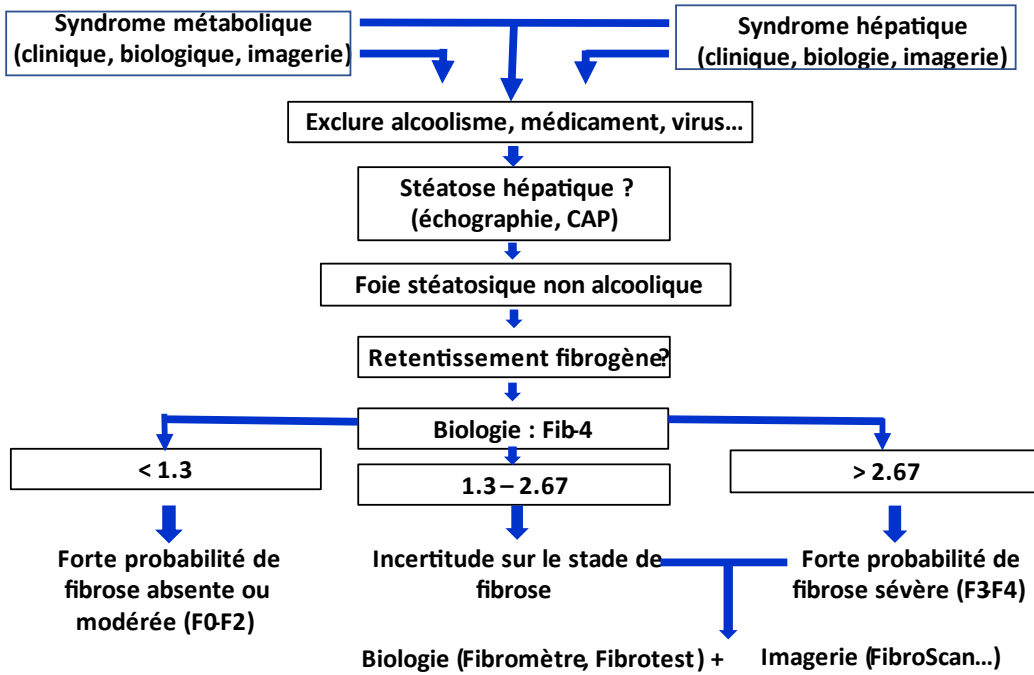 Syndrome métabolique
(clinique, biologique, imagerie)
Syndrome hépatique
(clinique, biologie, imagerie)
Exclure alcoolisme, médicament, virus...
Stéatose hépatique ?
(échographie, CAP)
Foie stéatosique non alcoolique
Retentissement fibrogène?
Biologie : Fib-4
< 1.3
1.3 – 2.67
> 2.67
Forte probabilité de
fibrose absente ou
modérée (F0-F2)
Incertitude sur le stade de
fibrose
Forte probabilité de
fibrose sévère (F3-F4)
Biologie (Fibromètre, Fibrotest) +
Imagerie (FibroScan...)